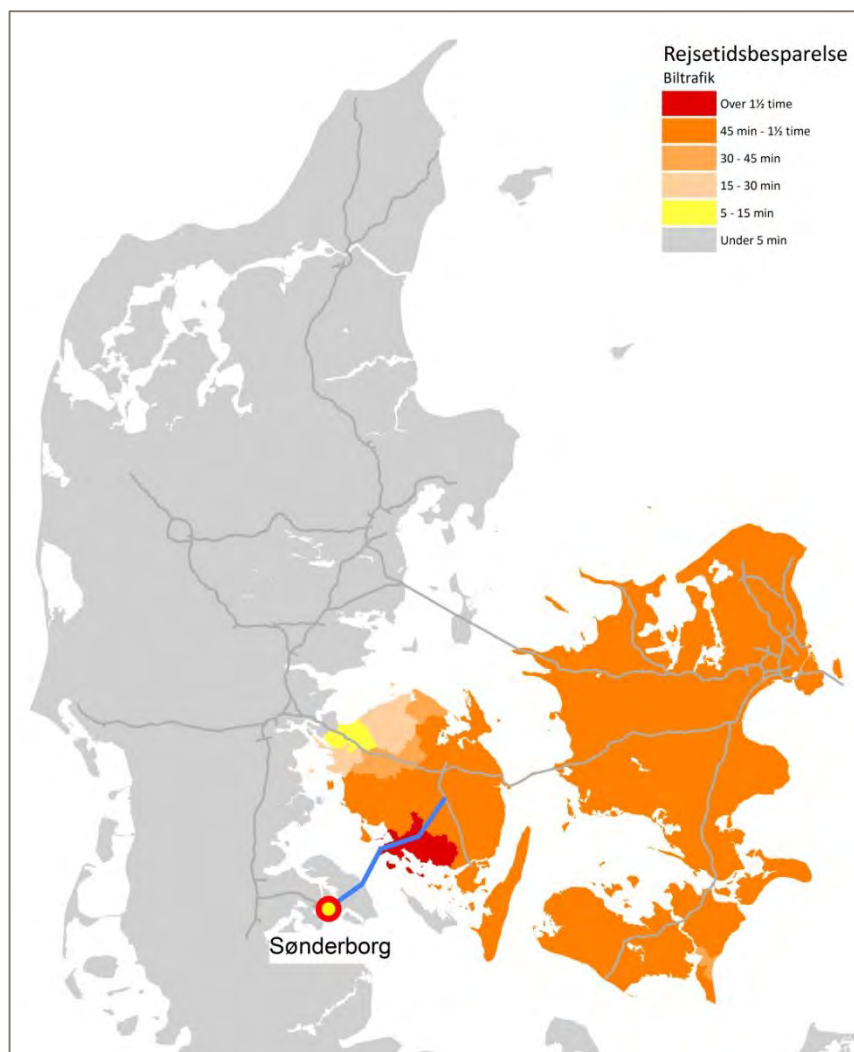 Rejsetidsbesparelse
Biltrafik
Over 1½ time
45 min - 1½ time
30 - 45 min
15 - 30 min
5 - 15 min
Under 5 min
Sønderborg